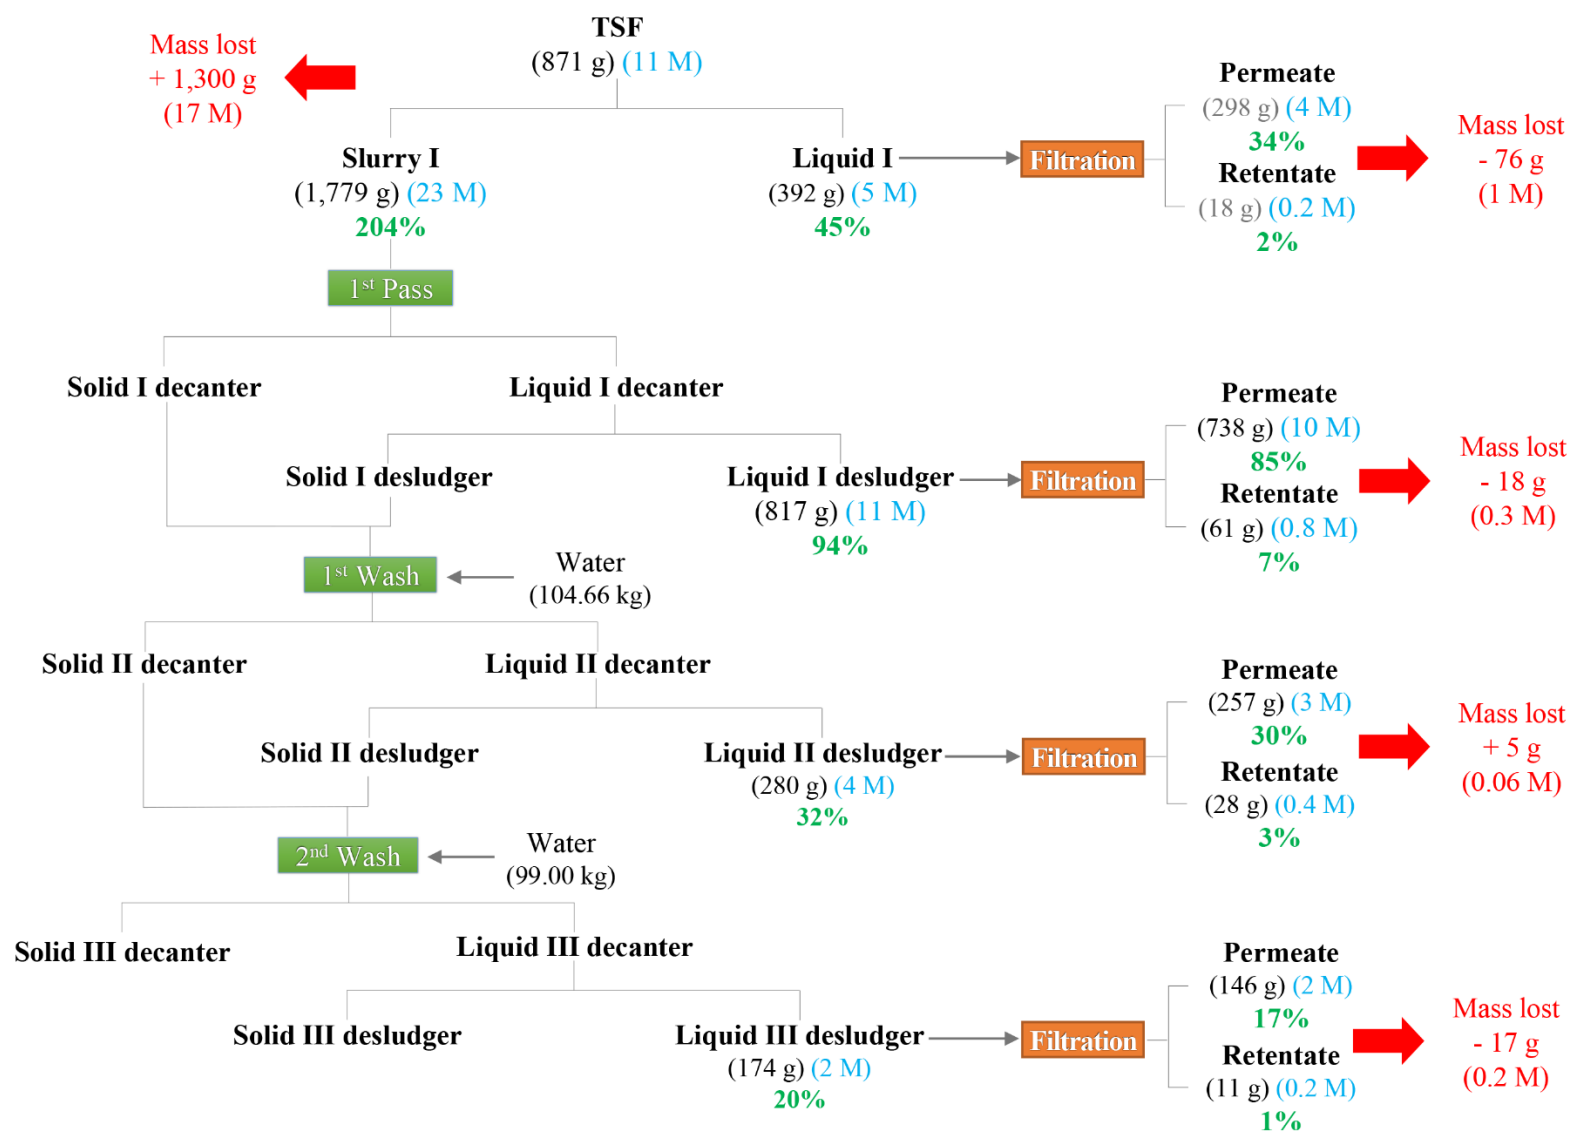 TSF
(871 g) (11 M)
Mass lost
+ 1,300 g
(17 M)
Slurry I
(1,779 g) (23 M)
204%
Liquid I
(392 g) (5 M)
45%
Filtration
Permeate
(298 g) (4 M)
34%
Retentate
(18 g) (0.2 M)
2%
Mass lost
- 76 g
(1 M)
1st Pass
Solid I decanter
Liquid I decanter
Solid I desludger
Liquid I desludger
(817 g) (11 M)
94%
Filtration
Permeate
(738 g) (10 M)
85%
Retentate
(61 g) (0.8 M)
7%
Mass lost
- 18 g
(0.3 M)
1st Wash
Water
(104.66 kg)
Solid II decanter
Liquid II decanter
Solid II desludger
Liquid II desludger
(280 g) (4 M)
32%
Filtration
Permeate
(257 g) (3 M)
30%
Retentate
(28 g) (0.4 M)
3%
Mass lost
+ 5 g
(0.06 M)
2nd Wash
Water
(99.00 kg)
Solid III decanter
Liquid III decanter
Solid III desludger
Liquid III desludger
(174 g) (2 M)
20%
Filtration
Permeate
(146 g) (2 M)
17%
Retentate
(11 g) (0.2 M)
1%
Mass lost
- 17 g
(0.2 M)